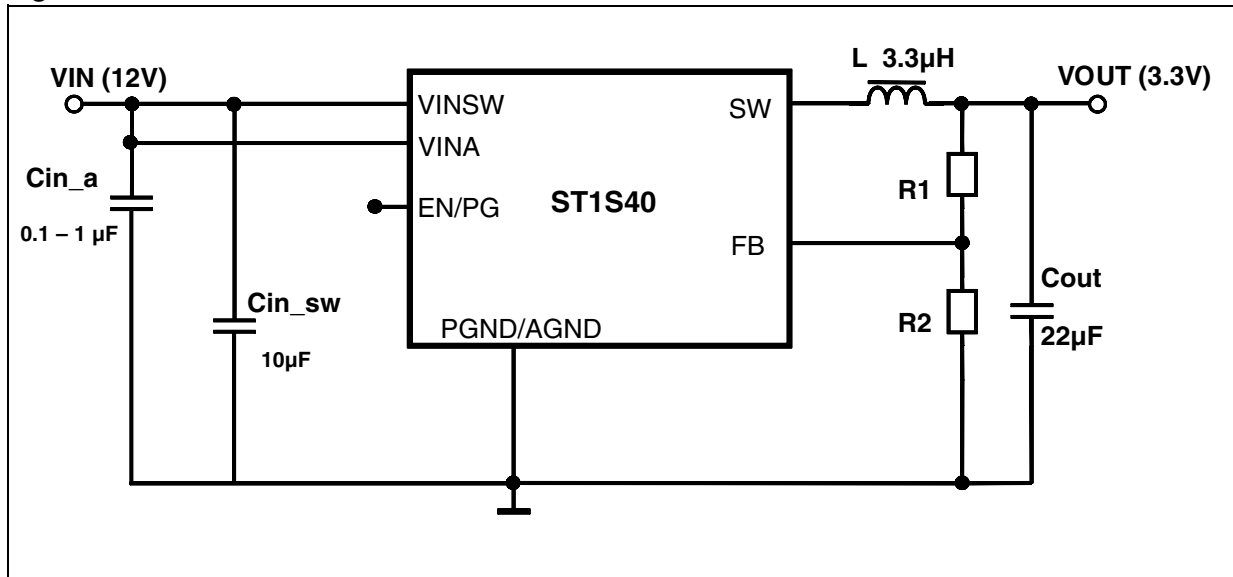 VIN (12V)
Cin_a
0.1 – 1 µF
Cin_sw
10µF
VINSW
VINA
EN/PG
ST1S40
SW
FB
PGND/AGND
L 3.3µH
VOUT (3.3V)
R1
R2
Cout
22µF